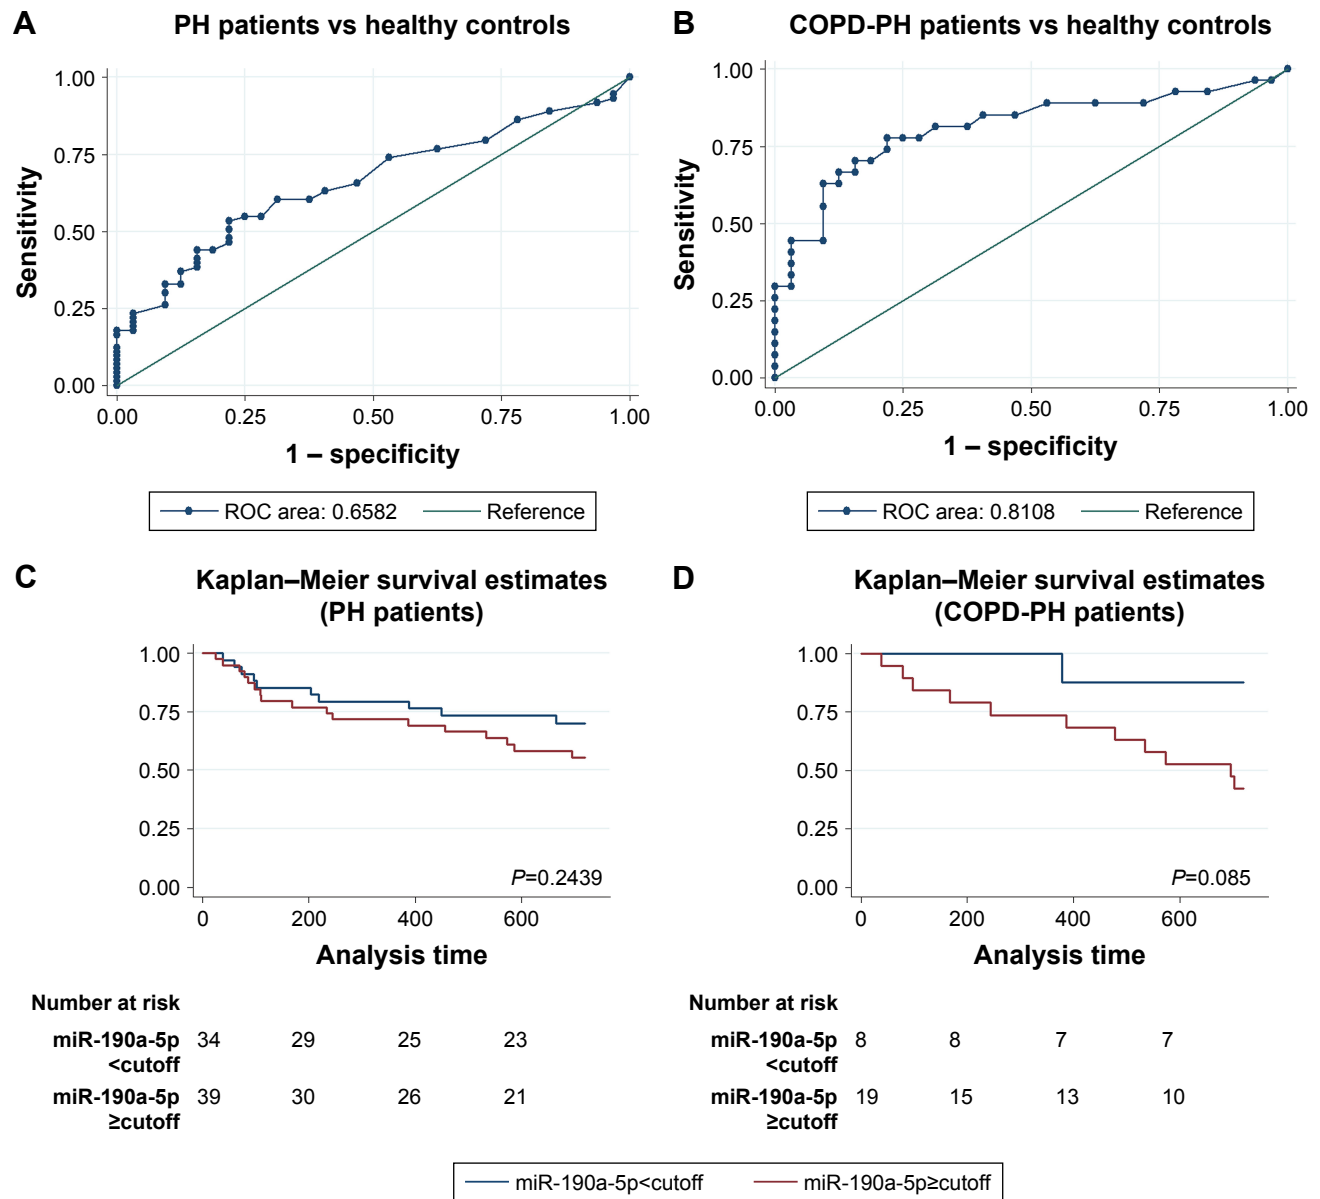 A
PH patients vs healthy controls
1.00
0.75
0.50
0.25
0.00
Sensitivity
0.00 0.25 0.50 0.75 1.00
1 – specificity
ROC area: 0.6582 Reference
B
COPD-PH patients vs healthy controls
1.00
0.75
0.50
0.25
0.00
Sensitivity
0.00 0.25 0.50 0.75 1.00
1 – specificity
ROC area: 0.8108 Reference
C
Kaplan–Meier survival estimates
(PH patients)
1.00
0.75
0.50
0.25
0.00
P=0.2439
0 200 400 600
Analysis time
Number at risk
miR-190a-5p 34 29 25 23
<cutoff
miR-190a-5p 39 30 26 21
≥cutoff
D
Kaplan–Meier survival estimates
(COPD-PH patients)
1.00
0.75
0.50
0.25
0.00
P=0.085
0 200 400 600
Analysis time
Number at risk
miR-190a-5p 8 8 7 7
<cutoff
miR-190a-5p 19 15 13 10
≥cutoff
miR-190a-5p<cutoff miR-190a-5p≥cutoff